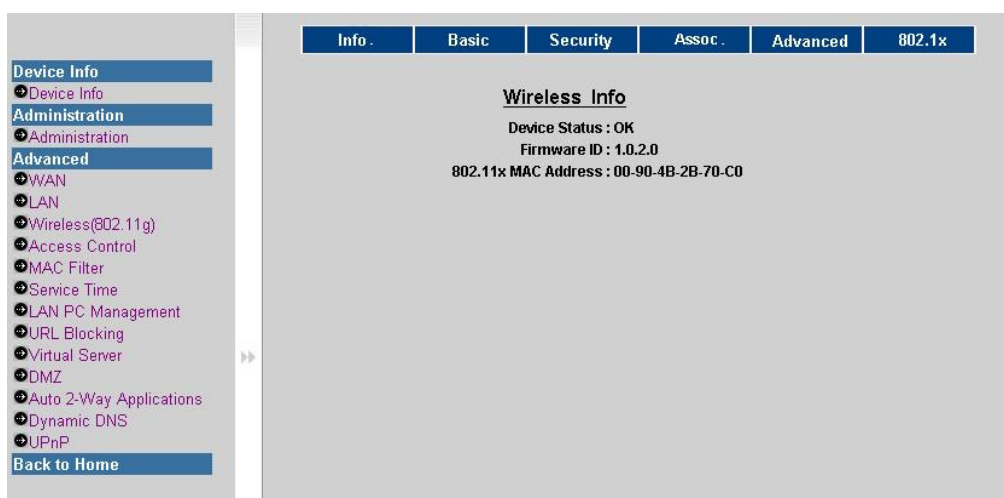 Info.
Basic
Security
Assoc.
Advanced
802.1x
Device Info
Device Info
Administration
Administration
Advanced
WAN
LAN
Wireless(802.11g)
Access Control
MAC Filter
Service Time
LAN PC Management
URL Blocking
Virtual Server
DMZ
Auto 2-Way Applications
Dynamic DNS
UPnP
Back to Home
Wireless Info
Device Status : OK
Firmware ID : 1.0.2.0
802.11x MAC Address : 00-90-4B-2B-70-C0